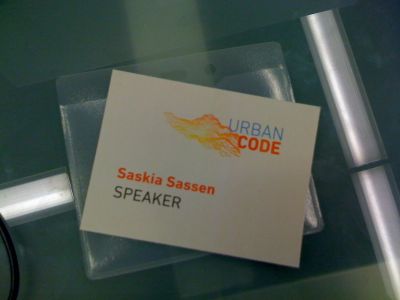 URBAN
CODE
Saskia Sassen
SPEAKER